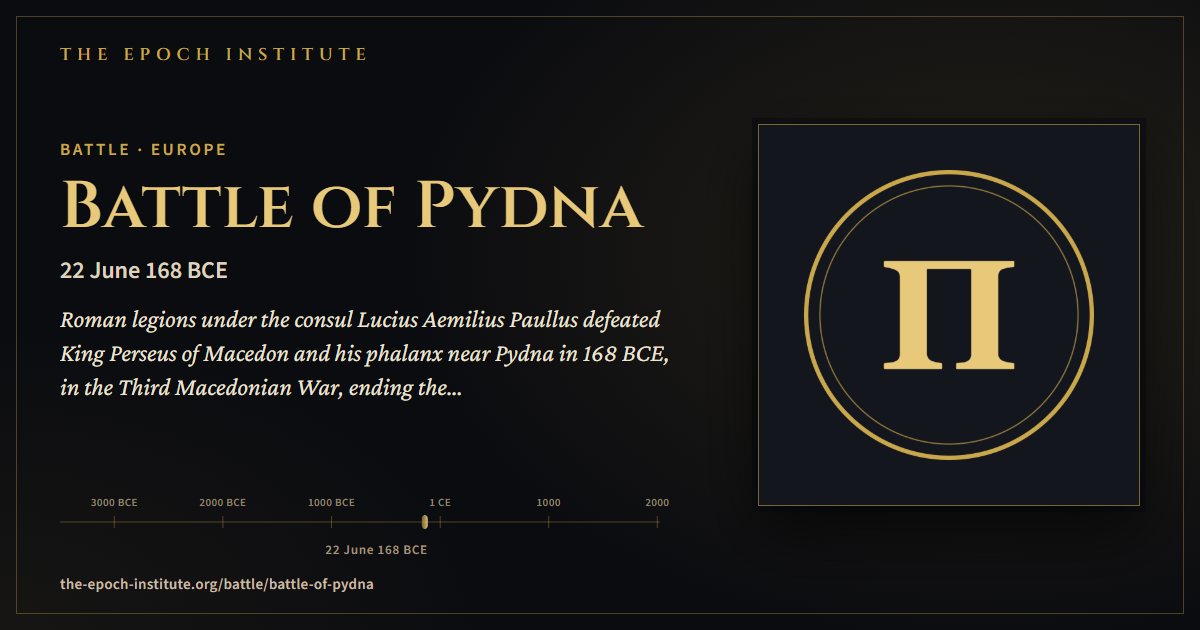 THE EPOCH INSTITUTE
BATTLE · EUROPE
BATTLE OF PYDNA
22 June 168 BCE
Roman legions under the consul Lucius Aemilius Paullus defeated
King Perseus of Macedon and his phalanx near Pydna in 168 BCE,
in the Third Macedonian War, ending the...
Π
3000 BCE 2000 BCE 1000 BCE 1 CE 1000 2000
22 June 168 BCE
the-epoch-institute.org/battle/battle-of-pydna